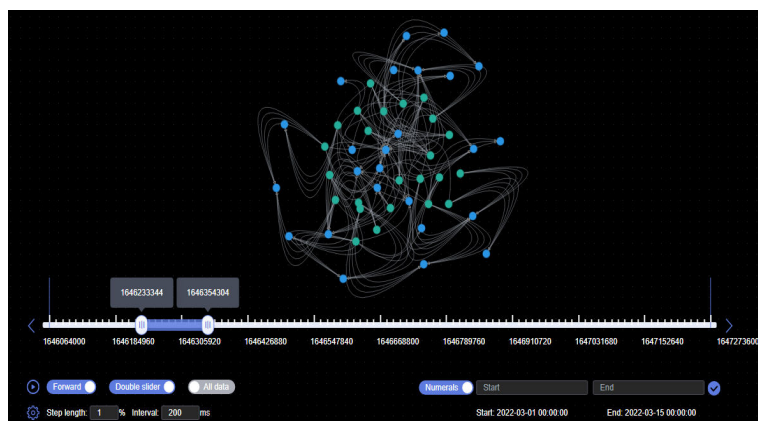 1646233344 1646354304
1646064000 1646184960 1646305920 1646426880 1646547840 1646668800 1646789760 1646910720 1647031680 1647152640 1647273600
Forward Double slider All data Numerals Start End
Step length: 1 % Interval: 200 ms Start: 2022-03-01 00:00:00 End: 2022-03-15 00:00:00